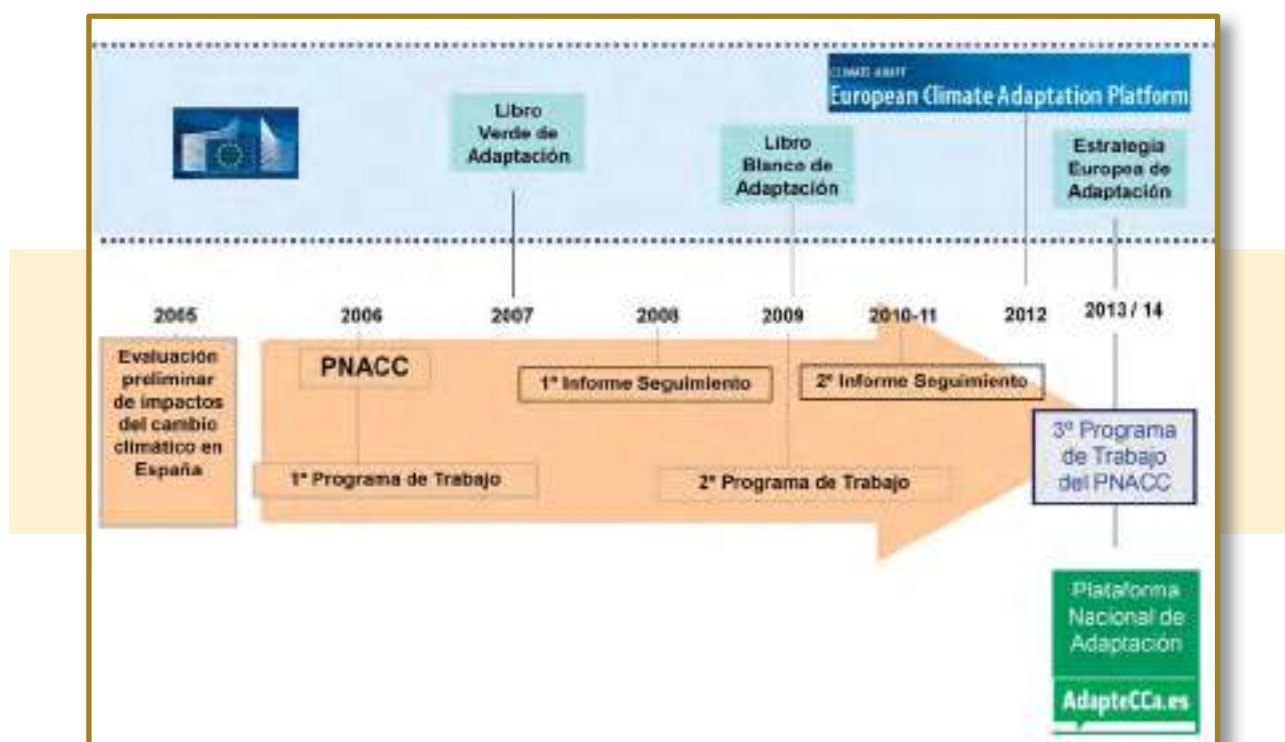 CLIMATE-ADAPT
European Climate Adaptation Platform
Libro
Verde de
Adaptación
Libro
Blanco de
Adaptación
Estrategia
Europea de
Adaptación
2005
2006
2007
2008
2009
2010-11
2012
2013 / 14
Evaluación
preliminar
de impactos
del cambio
climático en
España
PNACC
1º Informe Seguimiento
2º Informe Seguimiento
1º Programa de Trabajo
2º Programa de Trabajo
3º Programa
de Trabajo
del PNACC
Plataforma
Nacional de
Adaptación
AdapteCCa.es